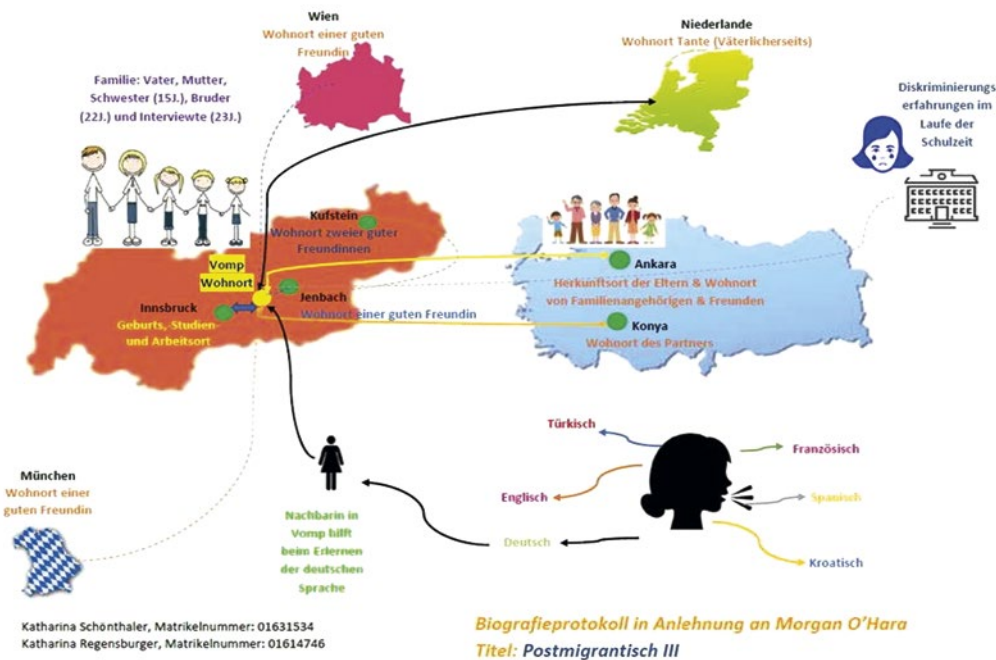 Wien
Wohnort einer guten
Freundin
Niederlande
Wohnort Tante (Väterlicherseits)
Familie: Vater, Mutter,
Schwester (15J.), Bruder
(22J.) und Interviewte (23J.)
Diskriminierungs
erfahrungen im
Laufe der
Schulzeit
Kufstein
Wohnort zweier guter
Freundinnen
Vomp
Wohnort
Jenbach
Wohnort einer guten Freundin
Innsbruck
Geburts,-Studien-
und Arbeitsort
Ankara
Herkunftsort der Eltern & Wohnort
von Familienangehörigen & Freunden
Konya
Wohnort des Partners
München
Wohnort einer
guten Freundin
Nachbarin in
Vomp hilft
beim Erlernen
der deutschen
Sprache
Türkisch
Französisch
Englisch
Spanisch
Deutsch
Kroatisch
Katharina Schönthaler, Matrikelnummer: 01631534
Katharina Regensburger, Matrikelnummer: 01614746
Biografieprotokoll in Anlehnung an Morgan O'Hara
Titel: Postmigrantisch III